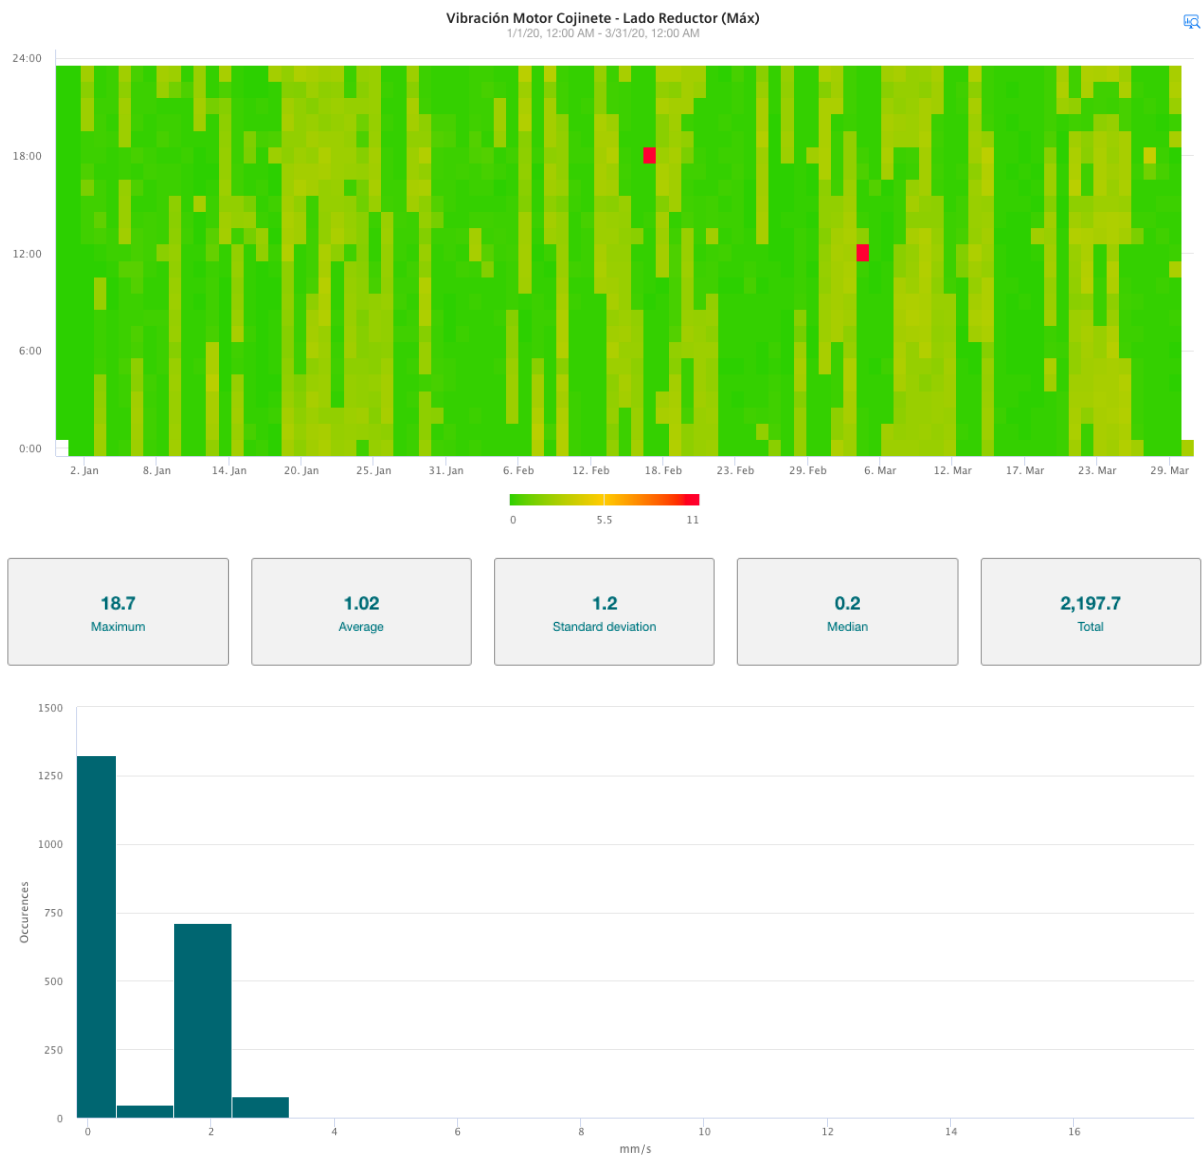 Vibración Motor Cojinete - Lado Reductor (Máx)
1/1/20, 12:00 AM - 3/31/20, 12:00 AM
24:00
18:00
12:00
6:00
0:00
2. Jan 8. Jan 14. Jan 20. Jan 25. Jan 31. Jan 6. Feb 12. Feb 18. Feb 23. Feb 29. Feb 6. Mar 12. Mar 17. Mar 23. Mar 29. Mar
0 5.5 11
18.7 1.02 1.2 0.2 2,197.7
Maximum Average Standard deviation Median Total
1500
1250
1000
750
500
250
0
Occurences
0 2 4 6 8 10 12 14 16
mm/s